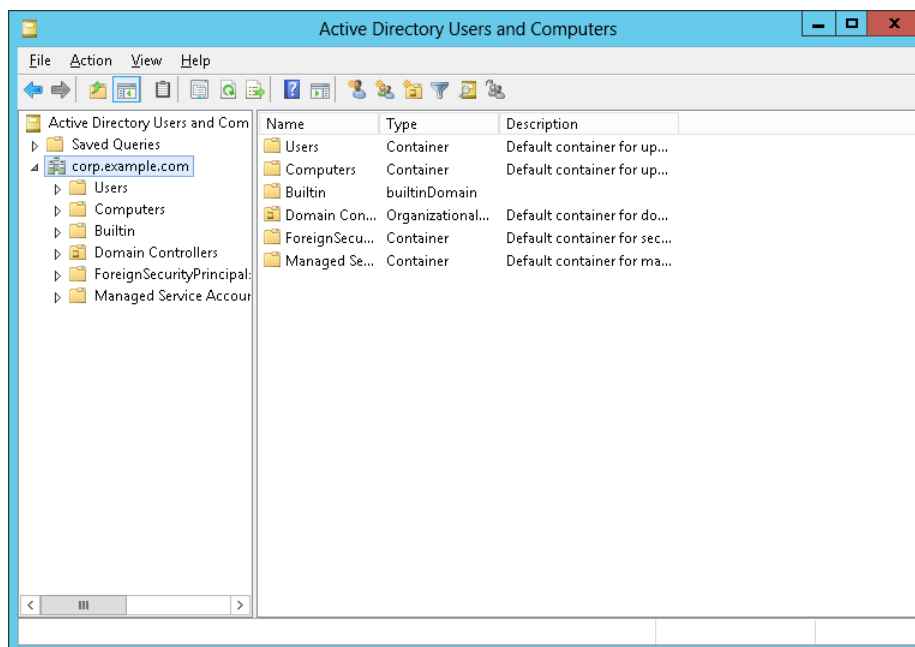 Active Directory Users and Computers
File Action View Help
Active Directory Users and Com
Saved Queries
corp.example.com
Users
Computers
Builtin
Domain Controllers
ForeignSecurityPrincipal:
Managed Service Accour
Name Type Description
Users Container Default container for up...
Computers Container Default container for up...
Builtin builtinDomain
Domain Con... Organizational... Default container for do...
ForeignSecu... Container Default container for sec...
Managed Se... Container Default container for ma...